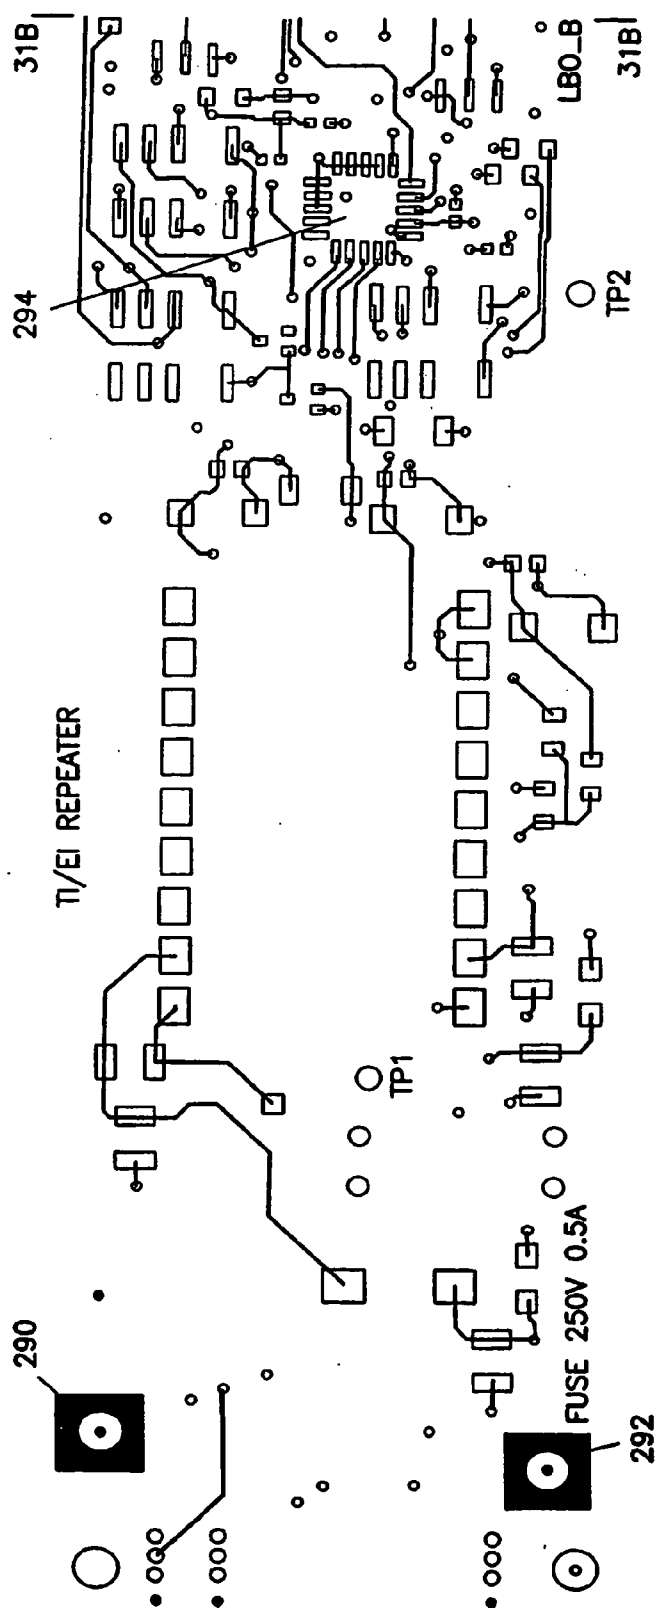 31B
31B
LBO_B
294
TP2
T1/E1 REPEATER
TP1
290
FUSE 250V 0.5A
292